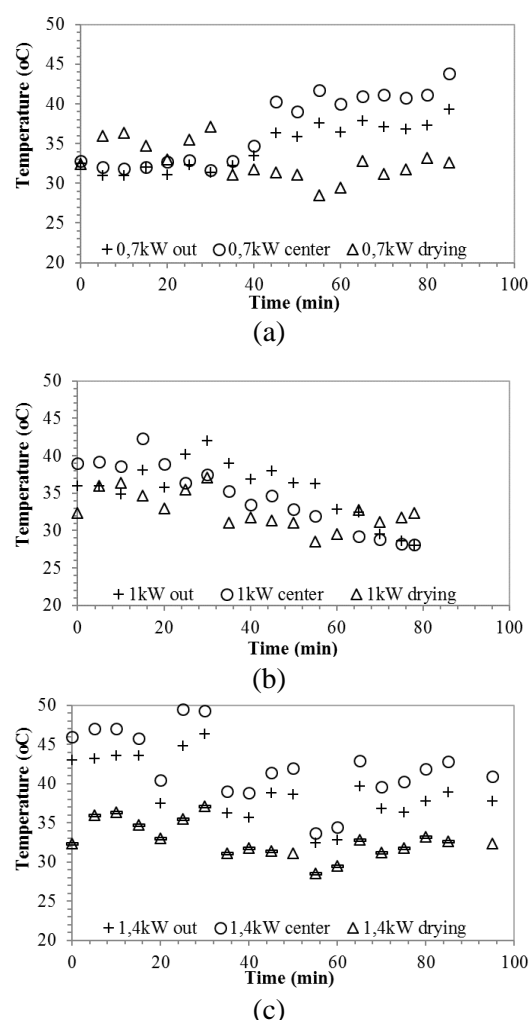 50
45
40
35
30
25
20
Temperature (oC)
+ 0,7kW out ○ 0,7kW center △ 0,7kW drying
0 20 40 60 80 100
Time (min)
(a)
50
45
40
35
30
25
20
Temperature (oC)
+ 1kW out ○ 1kW center △ 1kW drying
0 20 40 60 80 100
Time (min)
(b)
50
45
40
35
30
25
20
Temperature (oC)
+ 1,4kW out ○ 1,4kW center △ 1,4kW drying
0 20 40 60 80 100
Time (min)
(c)